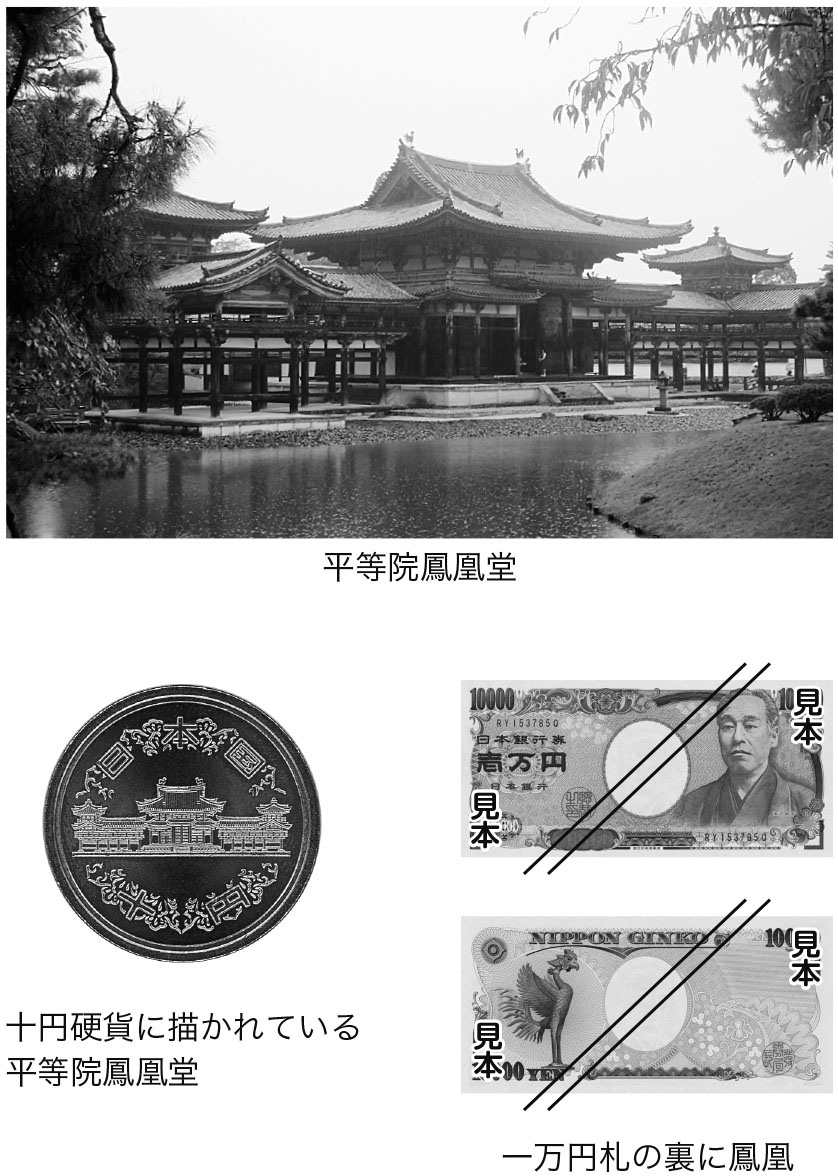 平等院鳳凰堂
日本国
十円
十円硬貨に描かれている
平等院鳳凰堂
10000
見本
RY153785Q
日本銀行券
壱万円
日本銀行
見本
RY153785Q
NIPPON GINKO
見本
見本
YEN
一万円札の裏に鳳凰